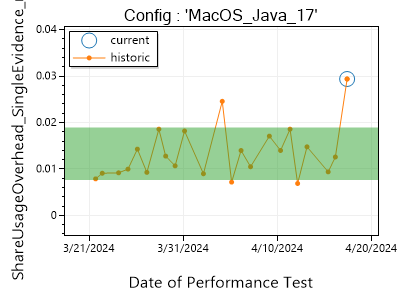 Config : 'MacOS_Java_17'
ShareUsageOverhead_SingleEvidence_
current
historic
0.04
0.03
0.02
0.01
0
3/21/2024
3/31/2024
4/10/2024
4/20/2024
Date of Performance Test